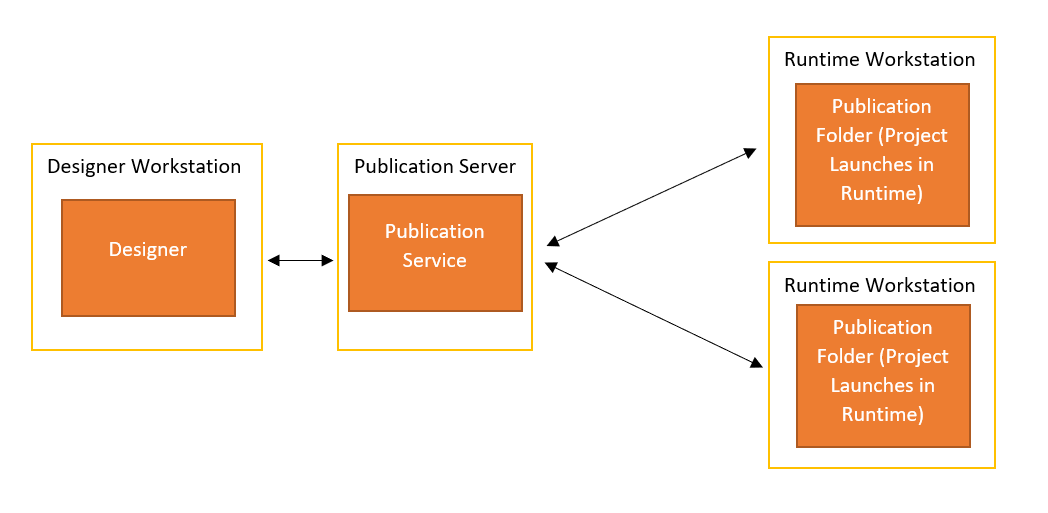 Designer Workstation
Designer
Publication Server
Publication
Service
Runtime Workstation
Publication
Folder (Project
Launches in
Runtime)
Runtime Workstation
Publication
Folder (Project
Launches in
Runtime)